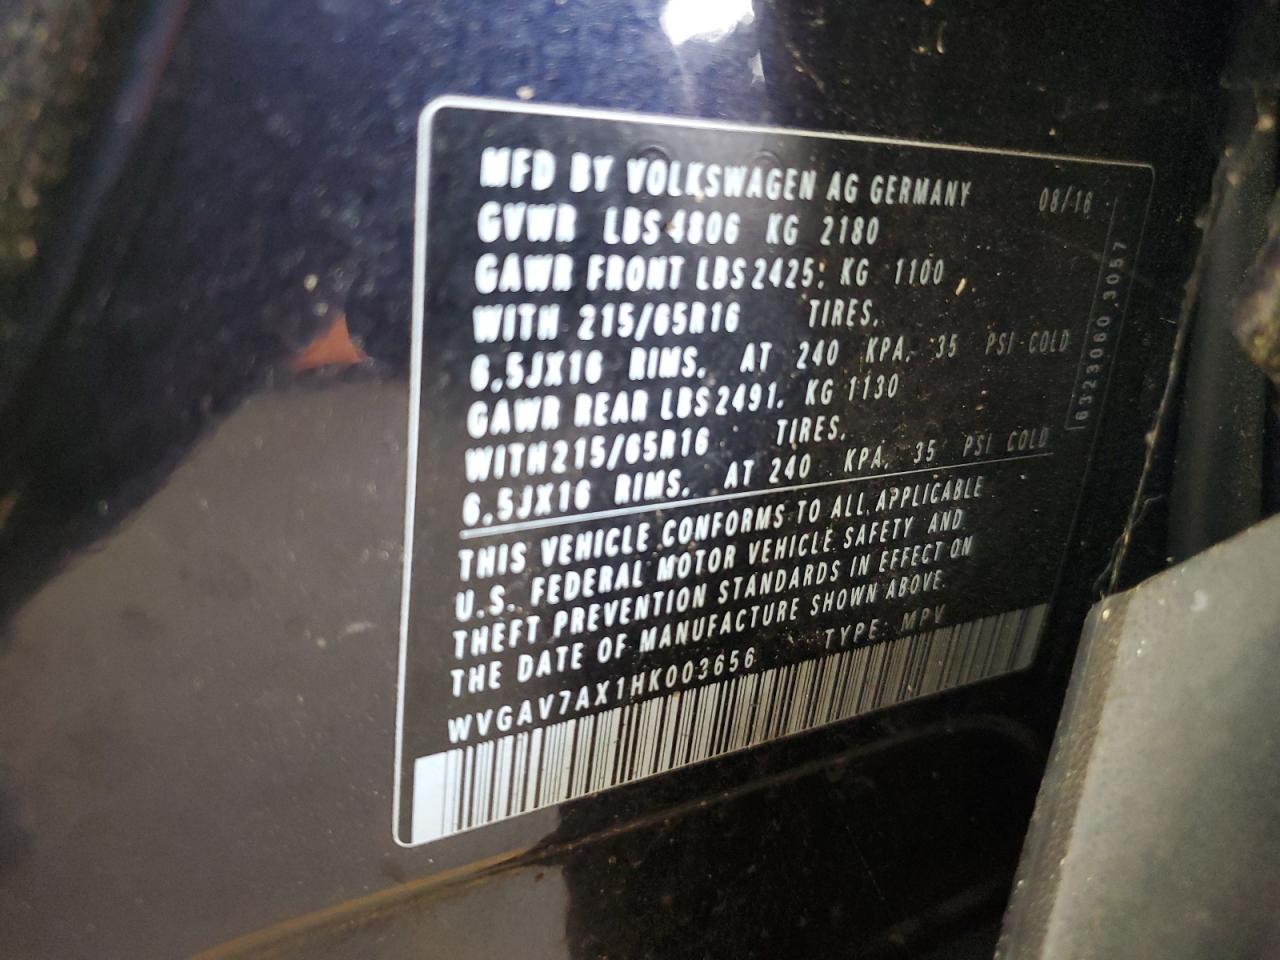 MFD BY VOLKSWAGEN AG GERMANY 08/16
GVWR LBS 4806 KG 2180
GAWR FRONT LBS 2425; KG 1100
WITH 215/65R16 TIRES,
6.5JX16 RIMS, AT 240 KPA, 35 PSI COLD
GAWR REAR LBS 2491, KG 1130
WITH 215/65R16 TIRES,
6.5JX16 RIMS, AT 240 KPA, 35 PSI COLD
THIS VEHICLE CONFORMS TO ALL APPLICABLE
U.S. FEDERAL MOTOR VEHICLE SAFETY AND
THEFT PREVENTION STANDARDS IN EFFECT ON
THE DATE OF MANUFACTURE SHOWN ABOVE.
WVGAV7AX1HK003656 TYPE: MPV
6323060 3057